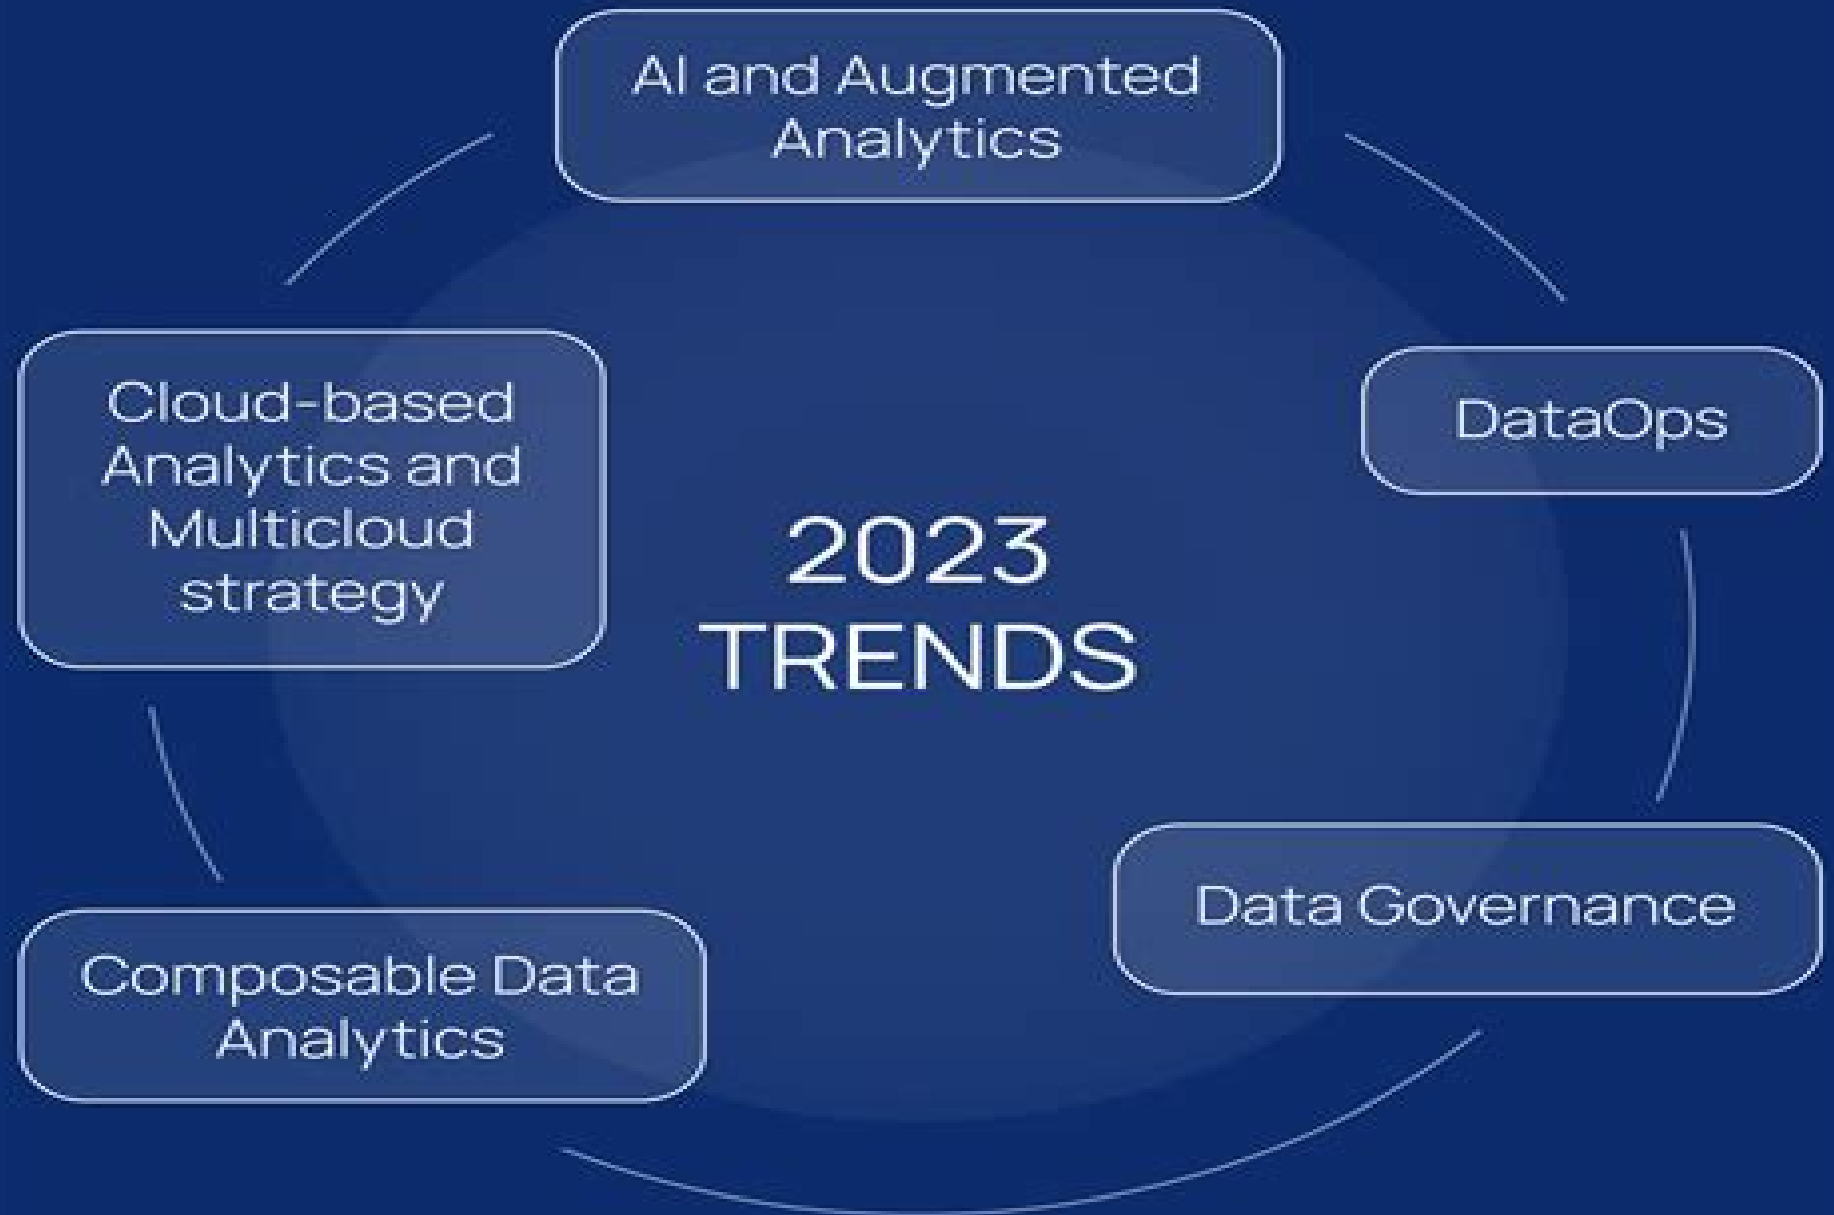 AI and Augmented
Analytics
Cloud-based
Analytics and
Multicloud
strategy
DataOps
2023
TRENDS
Data Governance
Composable Data
Analytics